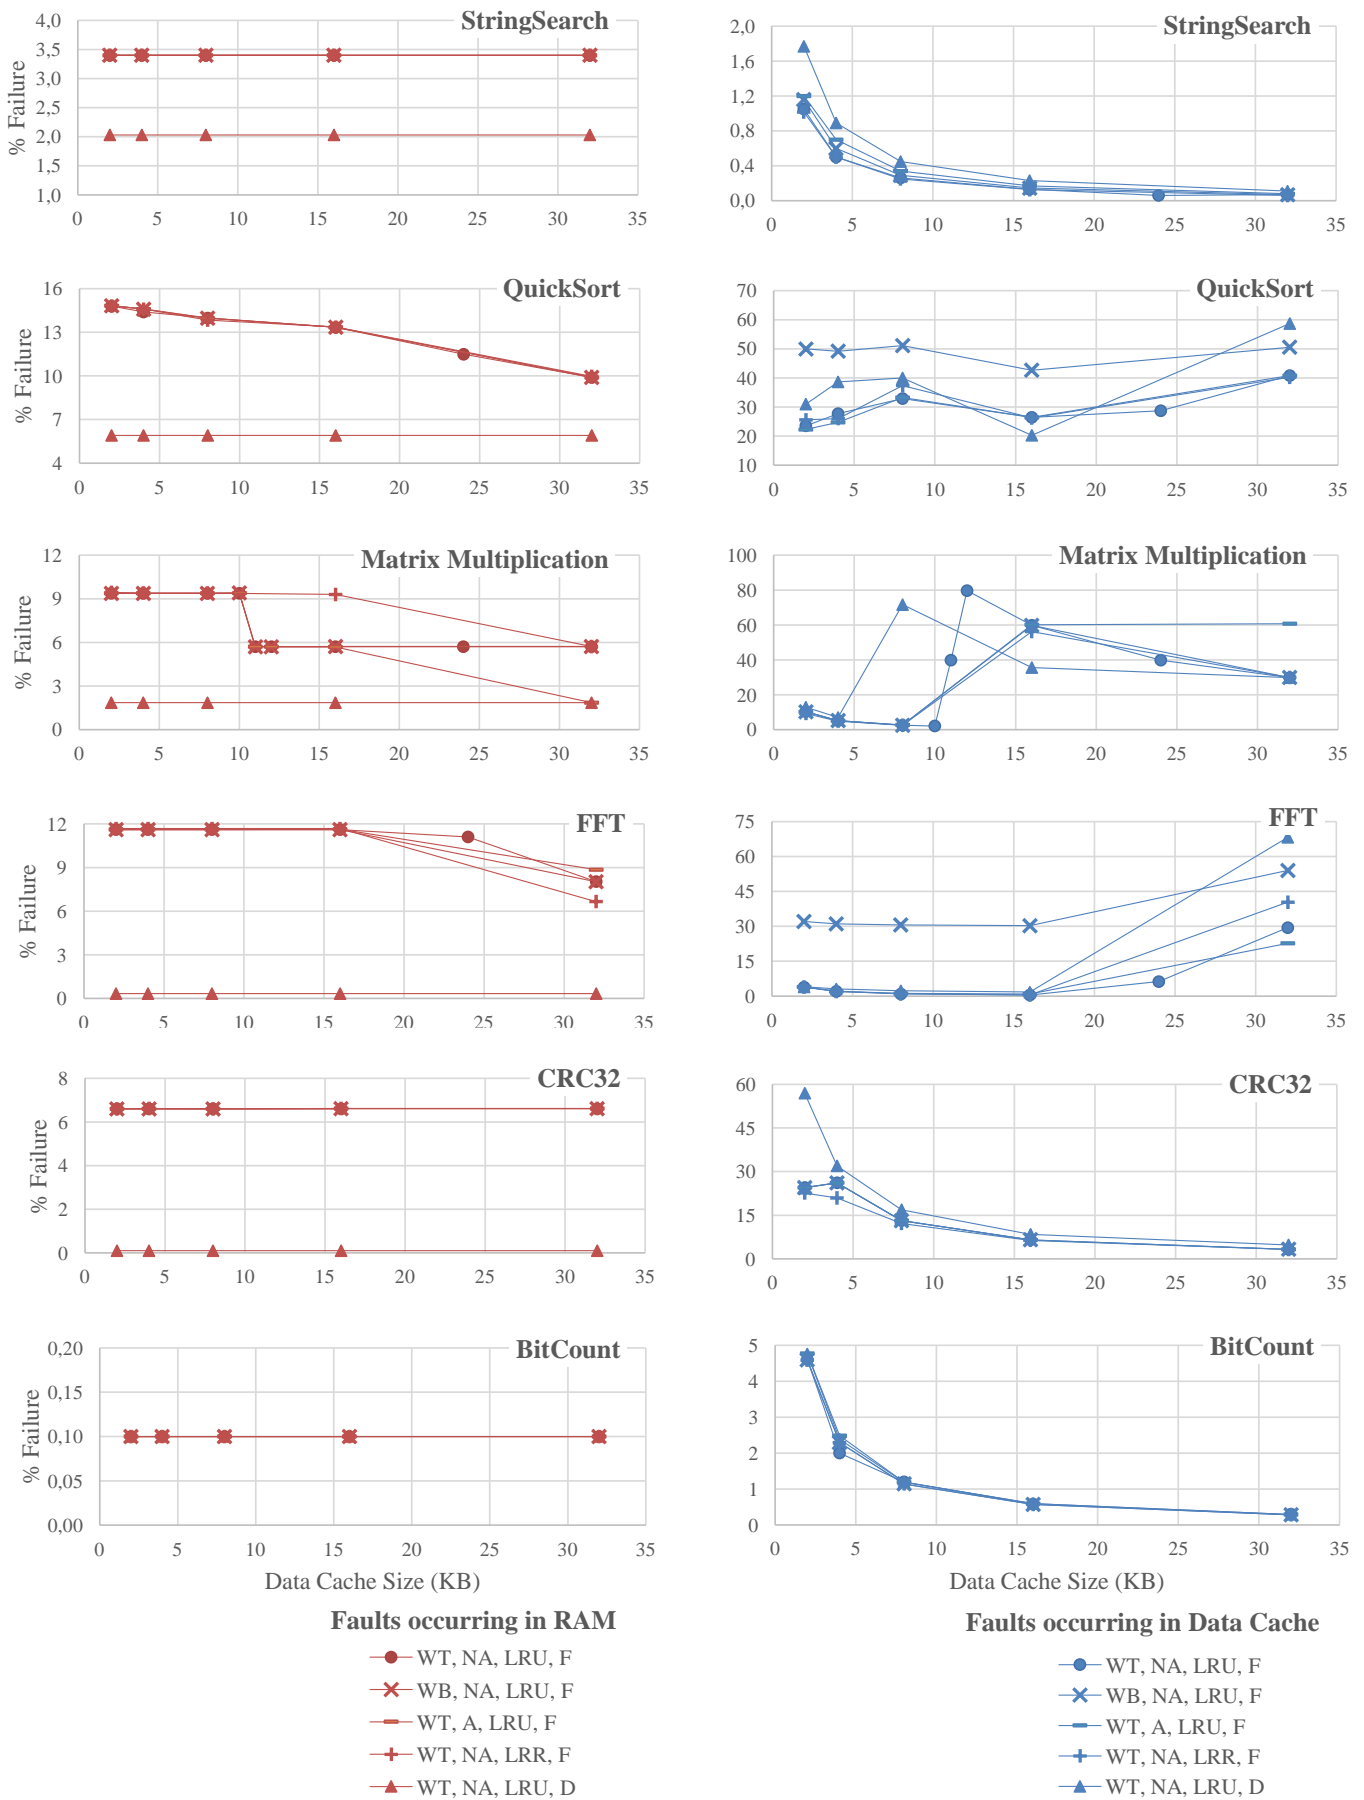 StringSearch
% Failure
4,0
3,5
3,0
2,5
2,0
1,5
1,0
0 5 10 15 20 25 30 35
StringSearch
2,0
1,6
1,2
0,8
0,4
0,0
0 5 10 15 20 25 30 35
QuickSort
% Failure
16
13
10
7
4
0 5 10 15 20 25 30 35
QuickSort
70
60
50
40
30
20
10
0 5 10 15 20 25 30 35
Matrix Multiplication
% Failure
12
9
6
3
0
0 5 10 15 20 25 30 35
Matrix Multiplication
100
80
60
40
20
0
0 5 10 15 20 25 30 35
FFT
% Failure
12
9
6
3
0
0 5 10 15 20 25 30 35
FFT
75
60
45
30
15
0
0 5 10 15 20 25 30 35
CRC32
% Failure
8
6
4
2
0
0 5 10 15 20 25 30 35
CRC32
60
45
30
15
0
0 5 10 15 20 25 30 35
BitCount
% Failure
0,20
0,15
0,10
0,05
0,00
0 5 10 15 20 25 30 35
Data Cache Size (KB)
BitCount
5
4
3
2
1
0
0 5 10 15 20 25 30 35
Data Cache Size (KB)
Faults occurring in RAM
WT, NA, LRU, F
WB, NA, LRU, F
WT, A, LRU, F
WT, NA, LRR, F
WT, NA, LRU, D
Faults occurring in Data Cache
WT, NA, LRU, F
WB, NA, LRU, F
WT, A, LRU, F
WT, NA, LRR, F
WT, NA, LRU, D